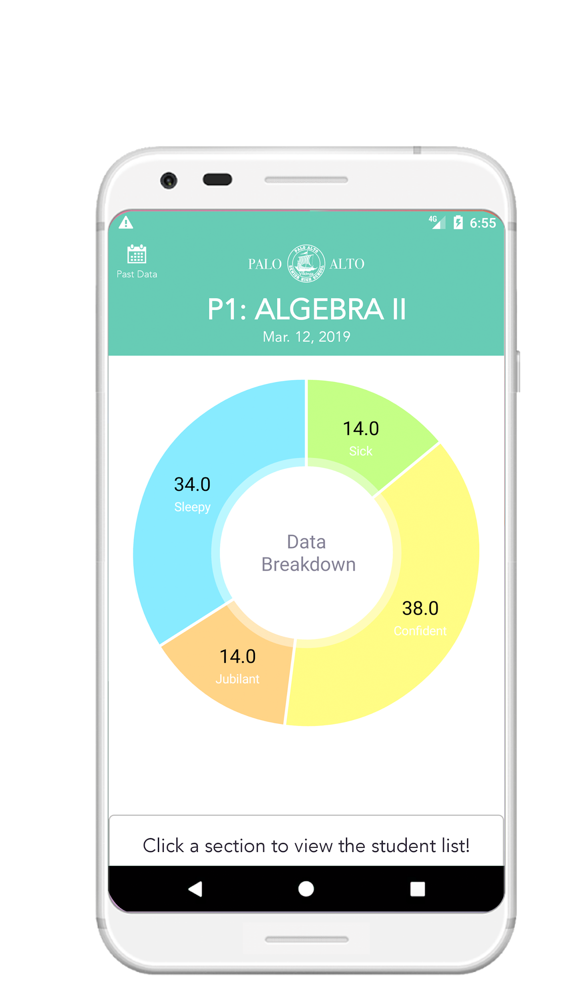 4G 6:55
Past Data
PALO ALTO
PALO ALTO
Vikings
SENIOR HIGH SCHOOL
P1: ALGEBRA II
Mar. 12, 2019
14.0
Sick
34.0
Sleepy
Data
Breakdown
38.0
Confident
14.0
Jubilant
Click a section to view the student list!